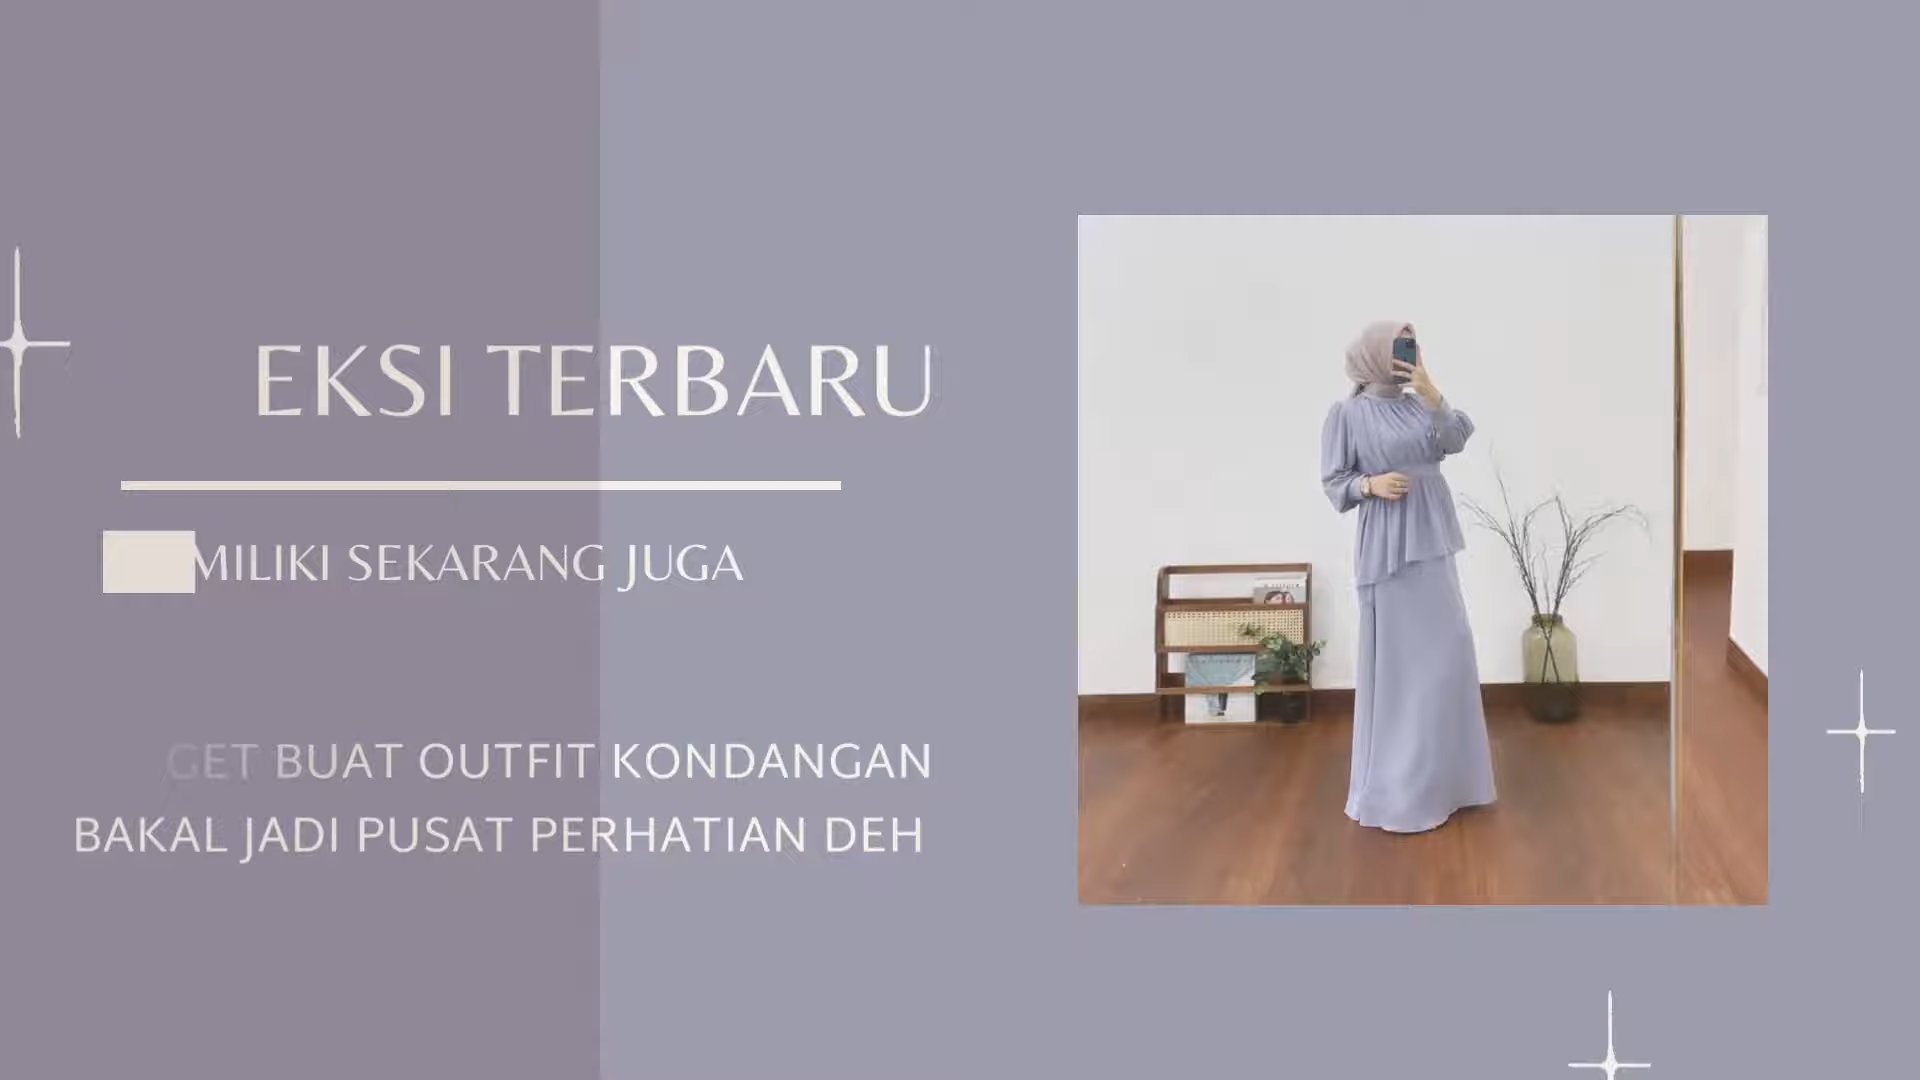 EKSI TERBARU
MILIKI SEKARANG JUGA
GET BUAT OUTFIT KONDANGAN
BAKAL JADI PUSAT PERHATIAN DEH